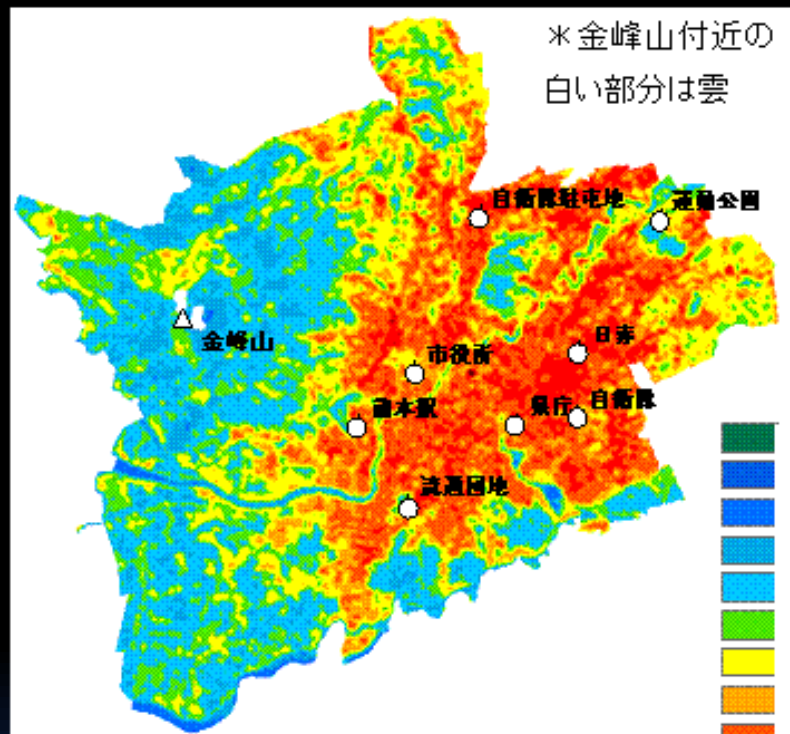 ＊金峰山付近の
白い部分は雲
自衛隊駐屯地
運動公園
金峰山
日赤
市役所
県庁
自衛隊
熊本駅
流通団地